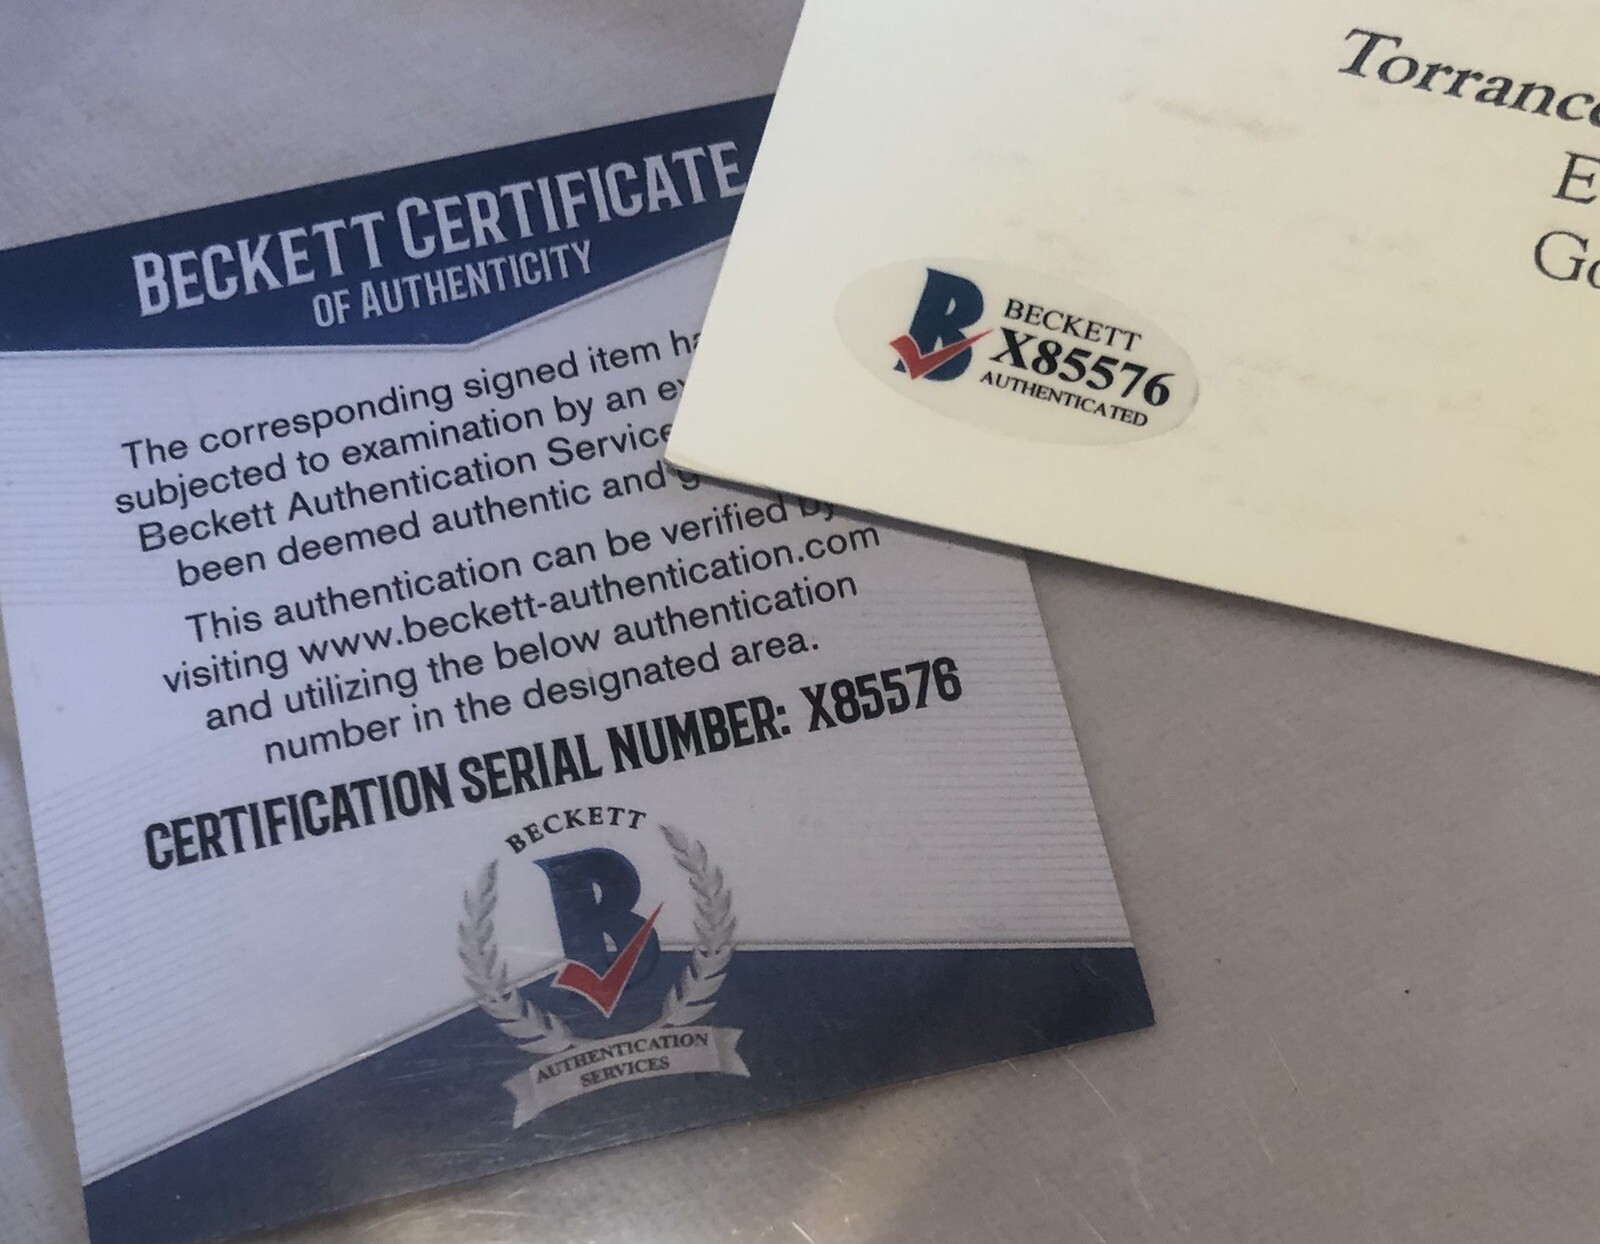 BECKETT CERTIFICATE
OF AUTHENTICITY
The corresponding signed item
subjected to examination by an
Beckett Authentication
been deemed authentic and
This authentication can be verified by
visiting www.beckett-authentication.com
and utilizing the below authentication
number in the designated area.
CERTIFICATION SERIAL NUMBER: X85576
BECKETT
B
AUTHENTICATION
SERVICES
B
BECKETT
X85576
AUTHENTICATED